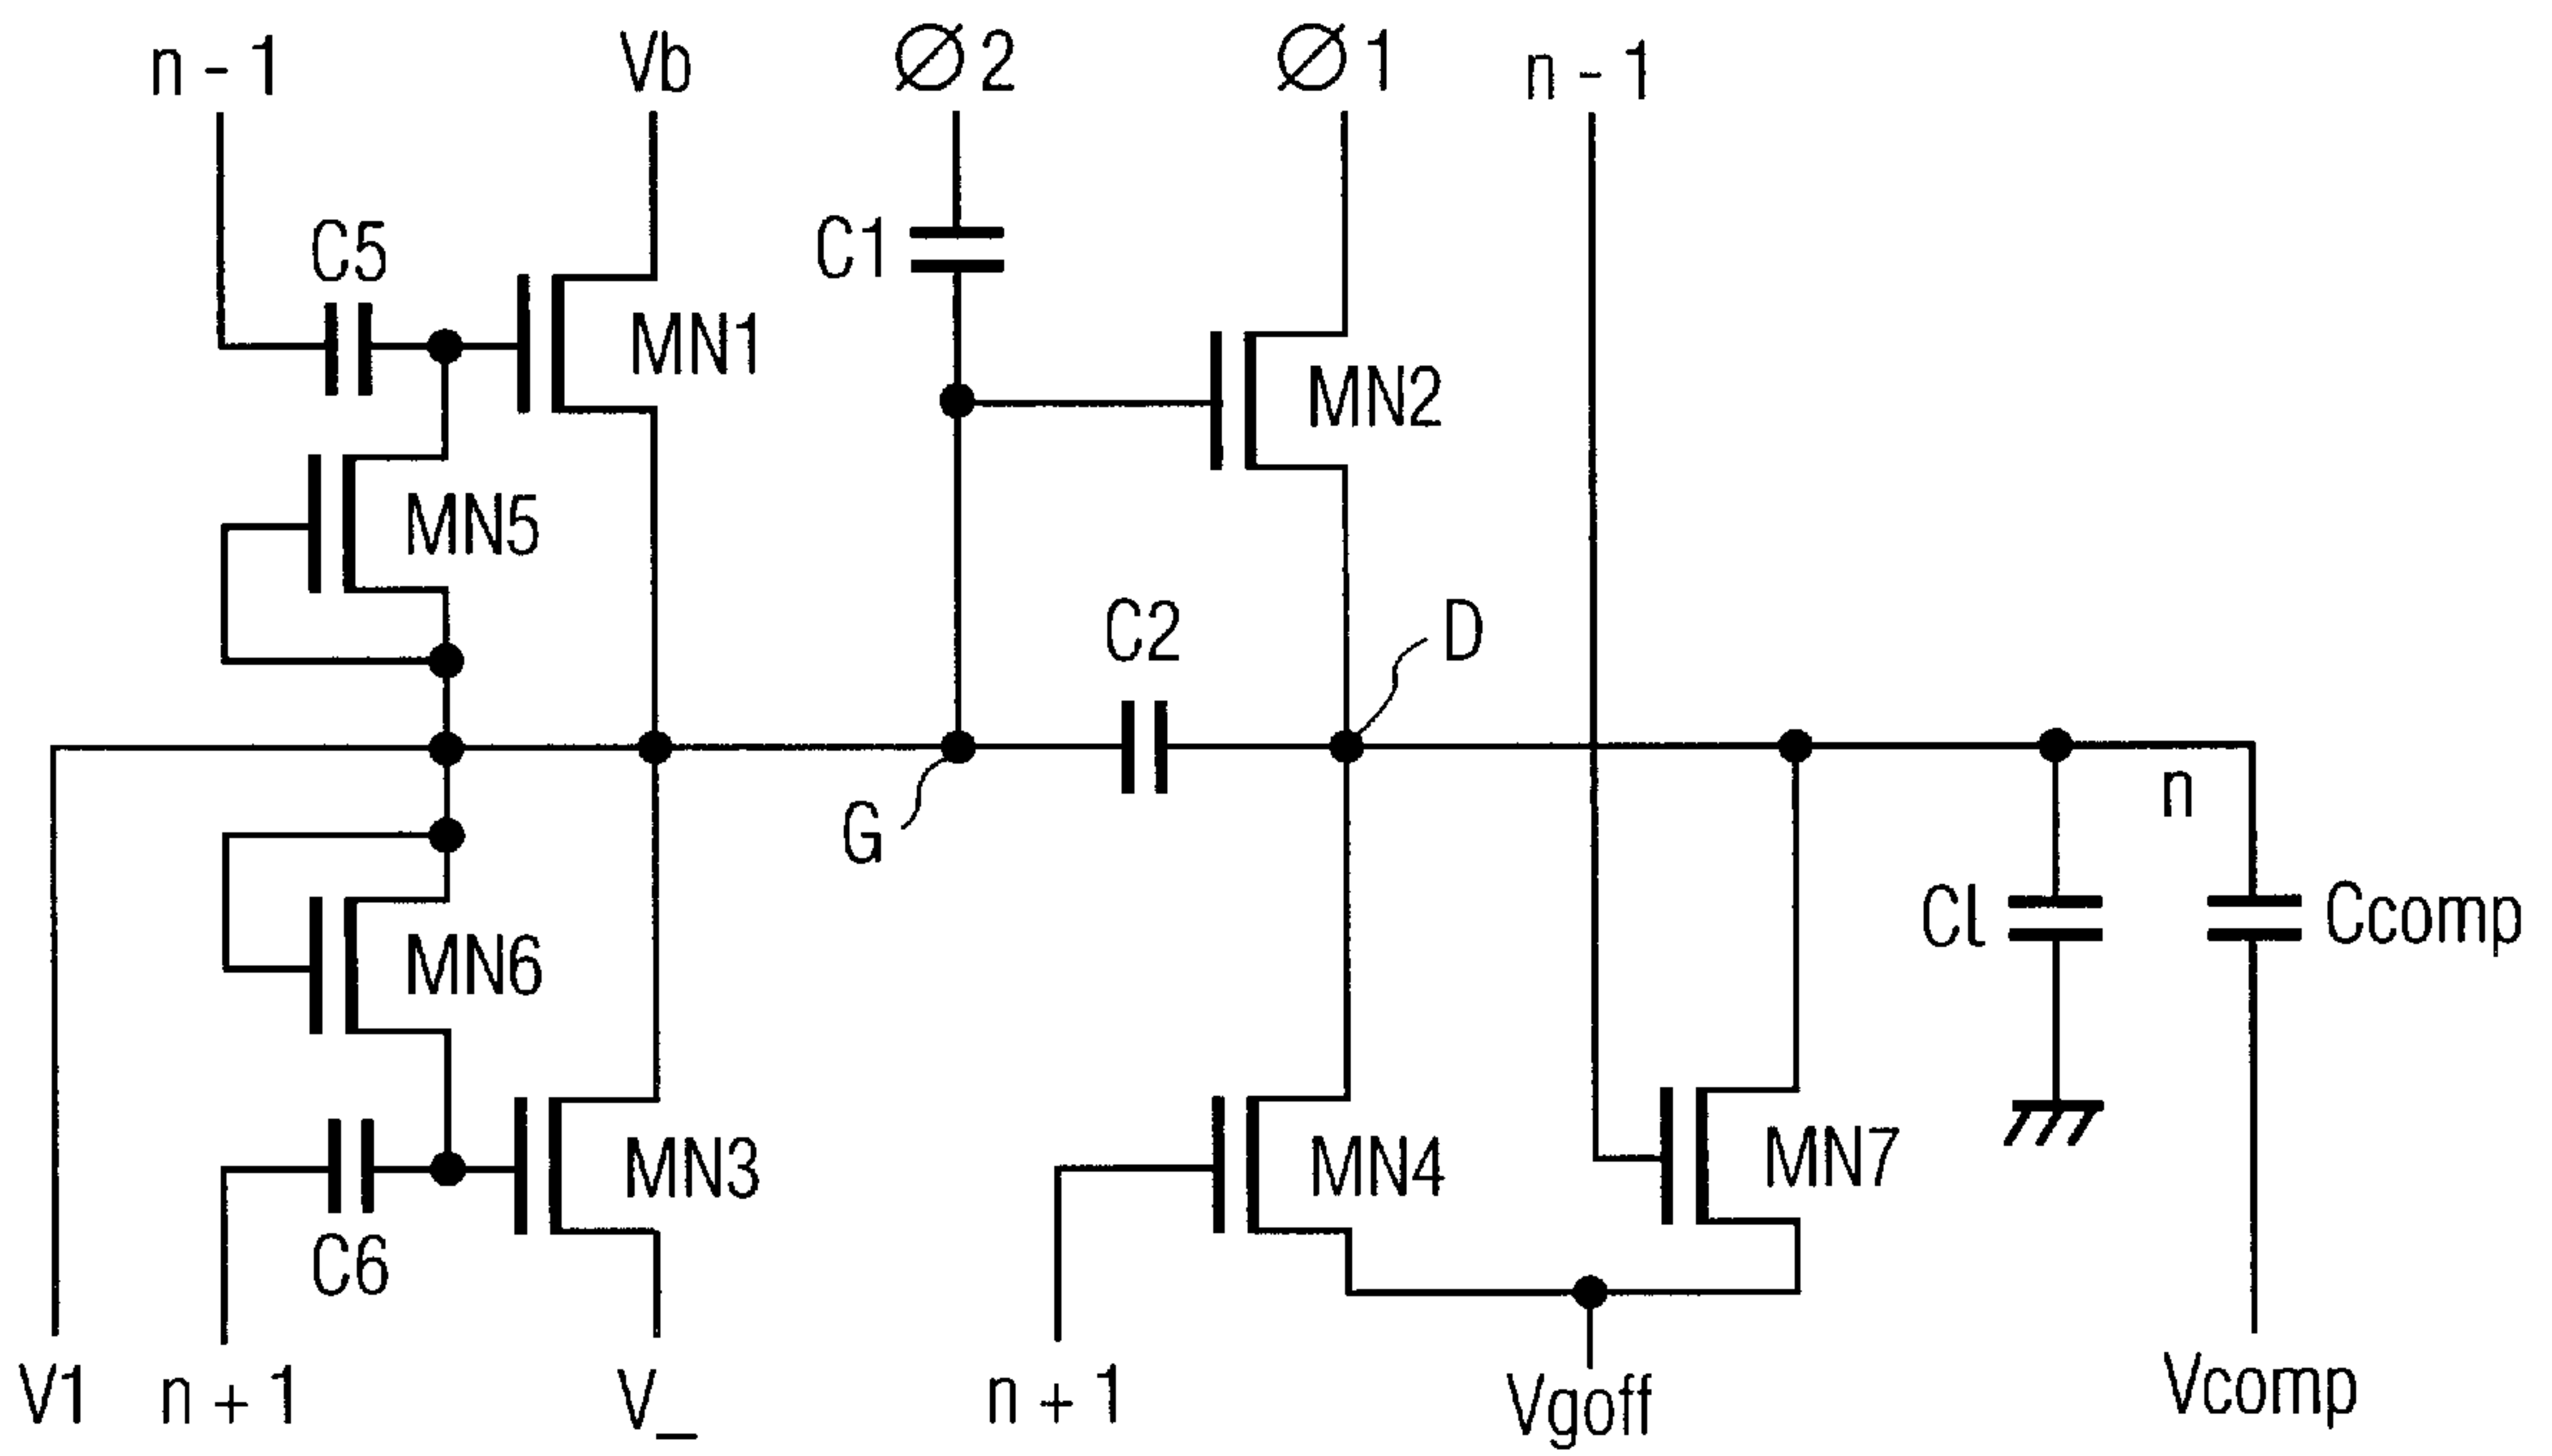 n - 1 Vb Ø2 Ø1 n - 1
C5 C1
MN1
MN2
MN5
C2 D
G n
MN6 Cl Ccomp
MN3 MN4 MN7
C6
V1 n + 1 V_ n + 1 Vgoff Vcomp